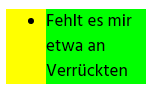 • Fehlt es mir
etwa an
Verrückten